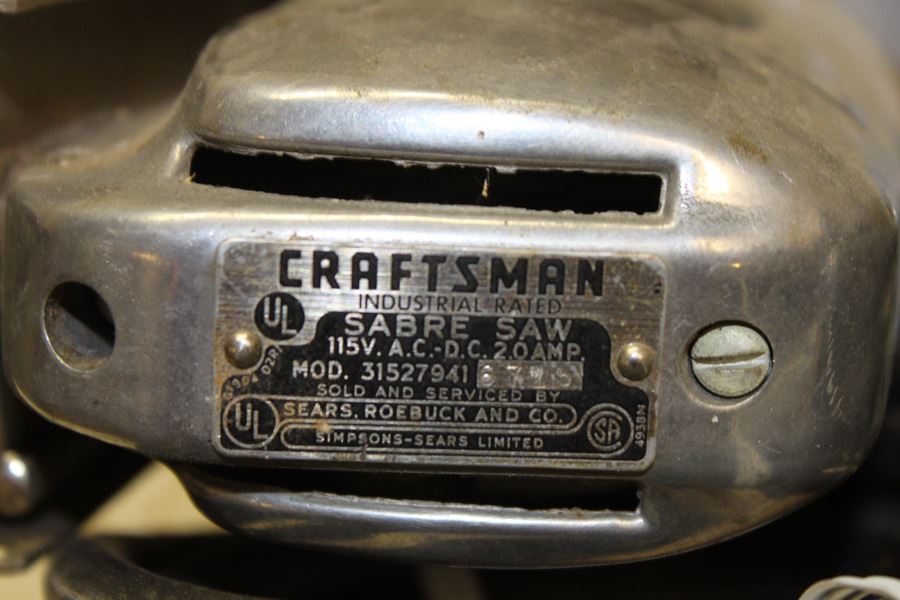 CRAFTSMAN
INDUSTRIAL RATED
UL
SABRE SAW
115V. A.C.-D.C. 2.0 AMP.
MOD. 31527941
SOLD AND SERVICED BY
UL
SEARS, ROEBUCK AND CO.
SIMPSONS-SEARS LIMITED
SA
4938M